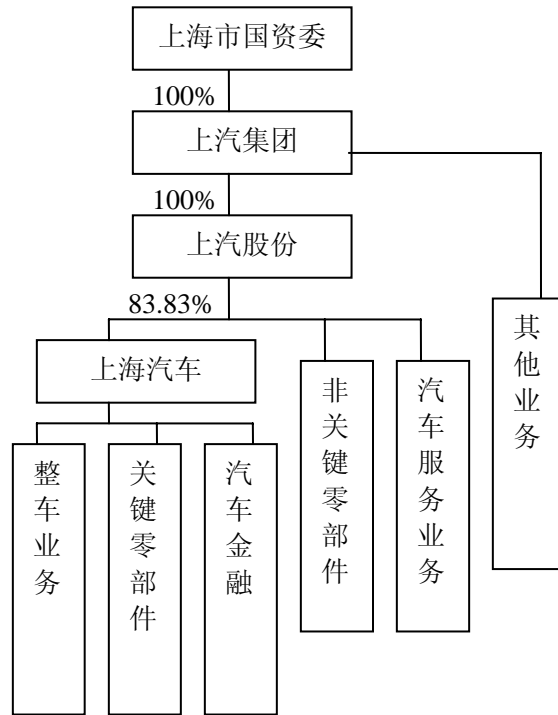 上海市国资委
100%
上汽集团
100%
上汽股份
83.83%
上海汽车
整车业务
关键零部件
汽车金融
非关键零部件
汽车服务业务
其他业务